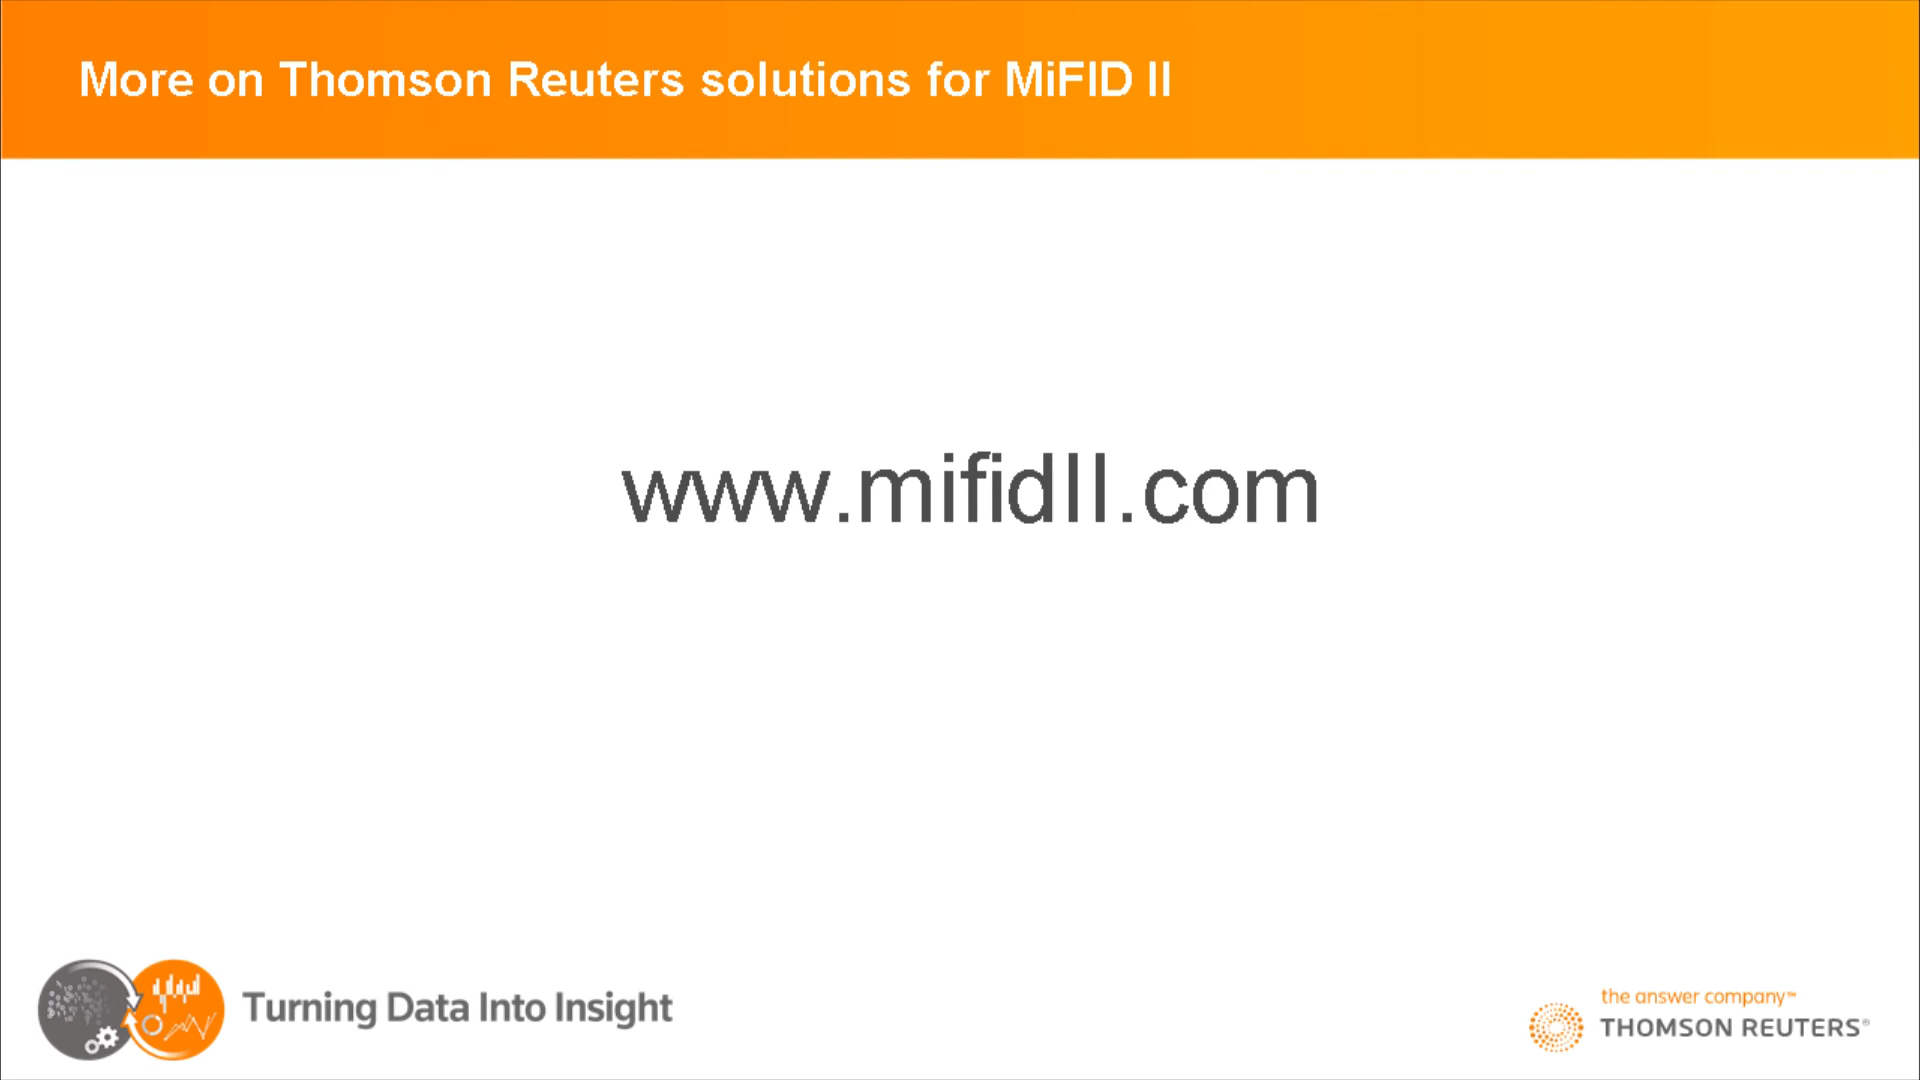 More on Thomson Reuters solutions for MiFID II
www.mifidII.com
Turning Data Into Insight
the answer company™
THOMSON REUTERS®